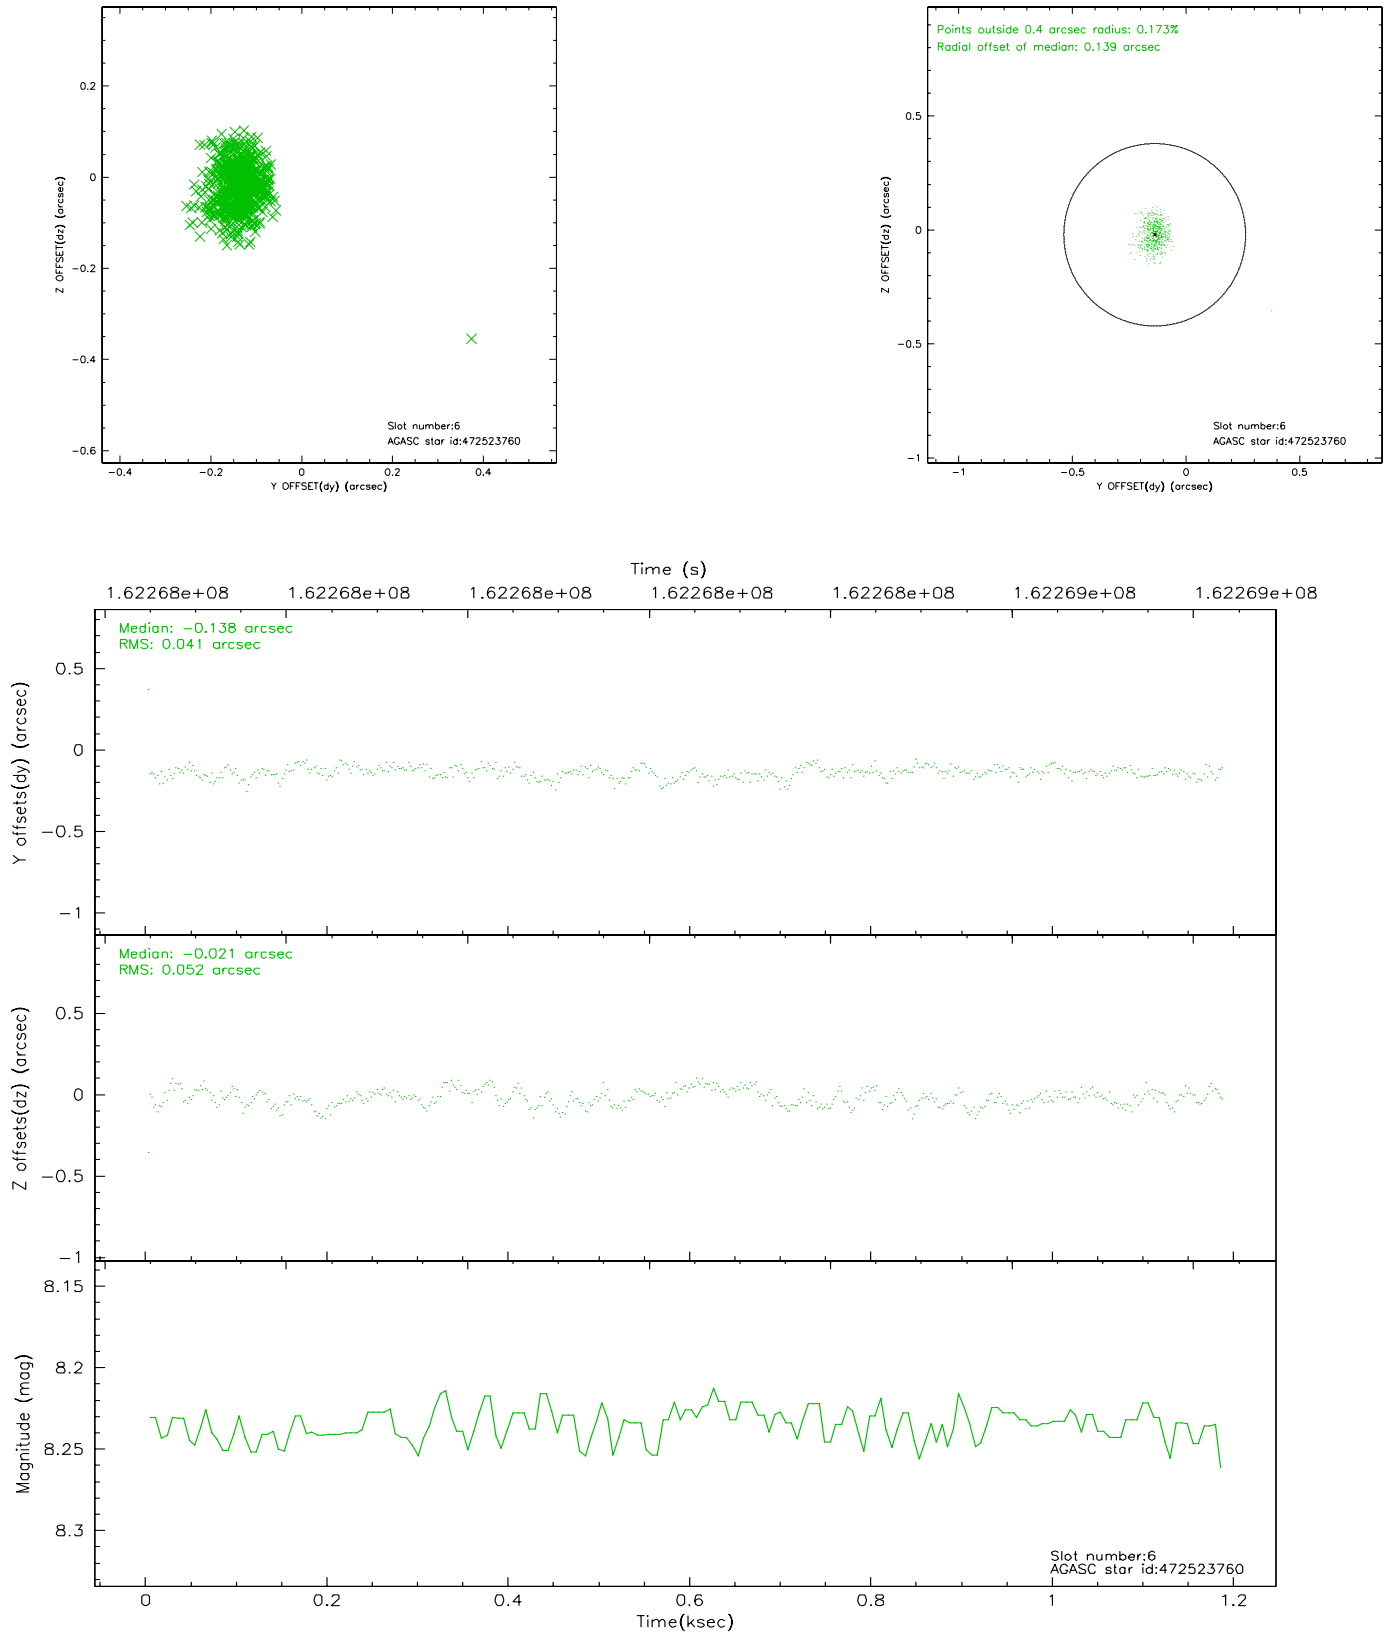 0.2
0
-0.2
-0.4
-0.6
Z OFFSET(dz) (arcsec)
Slot number:6
AGASC star id:472523760
-0.4 -0.2 0 0.2 0.4
Y OFFSET(dy) (arcsec)
Points outside 0.4 arcsec radius: 0.173%
Radial offset of median: 0.139 arcsec
0.5
0
-0.5
-1
Z OFFSET(dz) (arcsec)
Slot number:6
AGASC star id:472523760
-1 -0.5 0 0.5
Y OFFSET(dy) (arcsec)
Time (s)
1.62268e+08 1.62268e+08 1.62268e+08 1.62268e+08 1.62268e+08 1.62269e+08 1.62269e+08
Median: -0.138 arcsec
RMS: 0.041 arcsec
0.5
0
-0.5
-1
Y offsets(dy) (arcsec)
Median: -0.021 arcsec
RMS: 0.052 arcsec
0.5
0
-0.5
-1
Z offsets(dz) (arcsec)
8.15
8.2
8.25
8.3
Magnitude (mag)
Slot number:6
AGASC star id:472523760
0 0.2 0.4 0.6 0.8 1 1.2
Time(ksec)